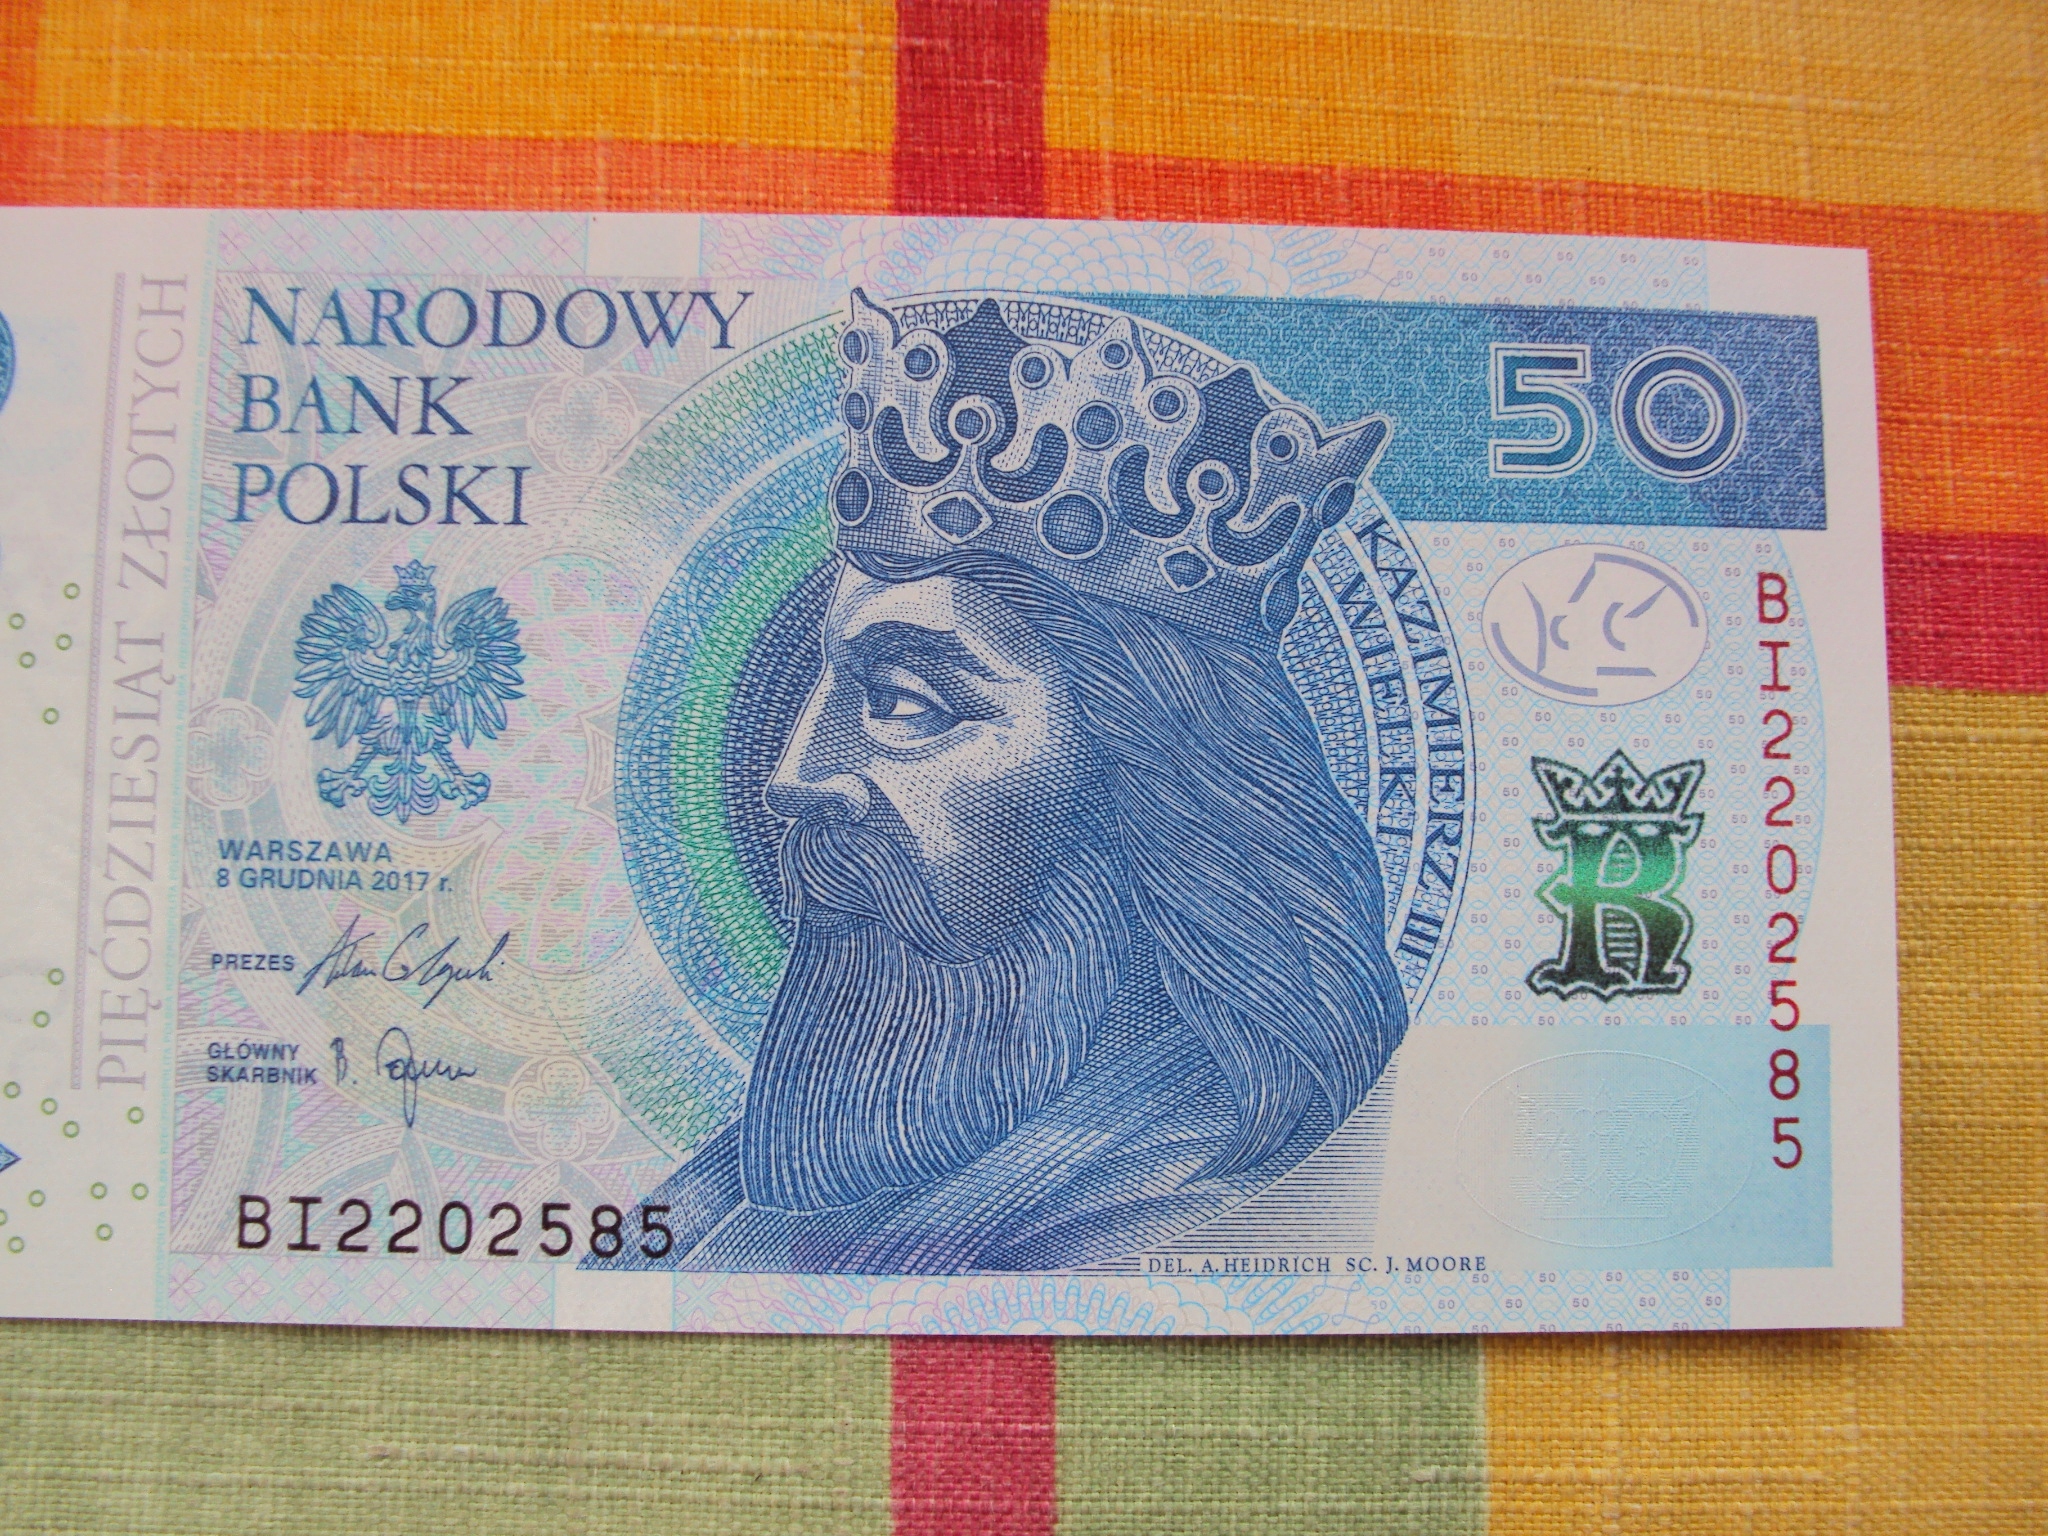 PIĘĆDZIESIĄT ZŁOTYCH
NARODOWY
BANK
POLSKI
50
KAZIMIERZ III
WIELKI
WARSZAWA
8 GRUDNIA 2017 r.
PREZES
GŁÓWNY
SKARBNIK
BI2202585
BI2202585
R
DEL. A. HEIDRICH SC. J. MOORE